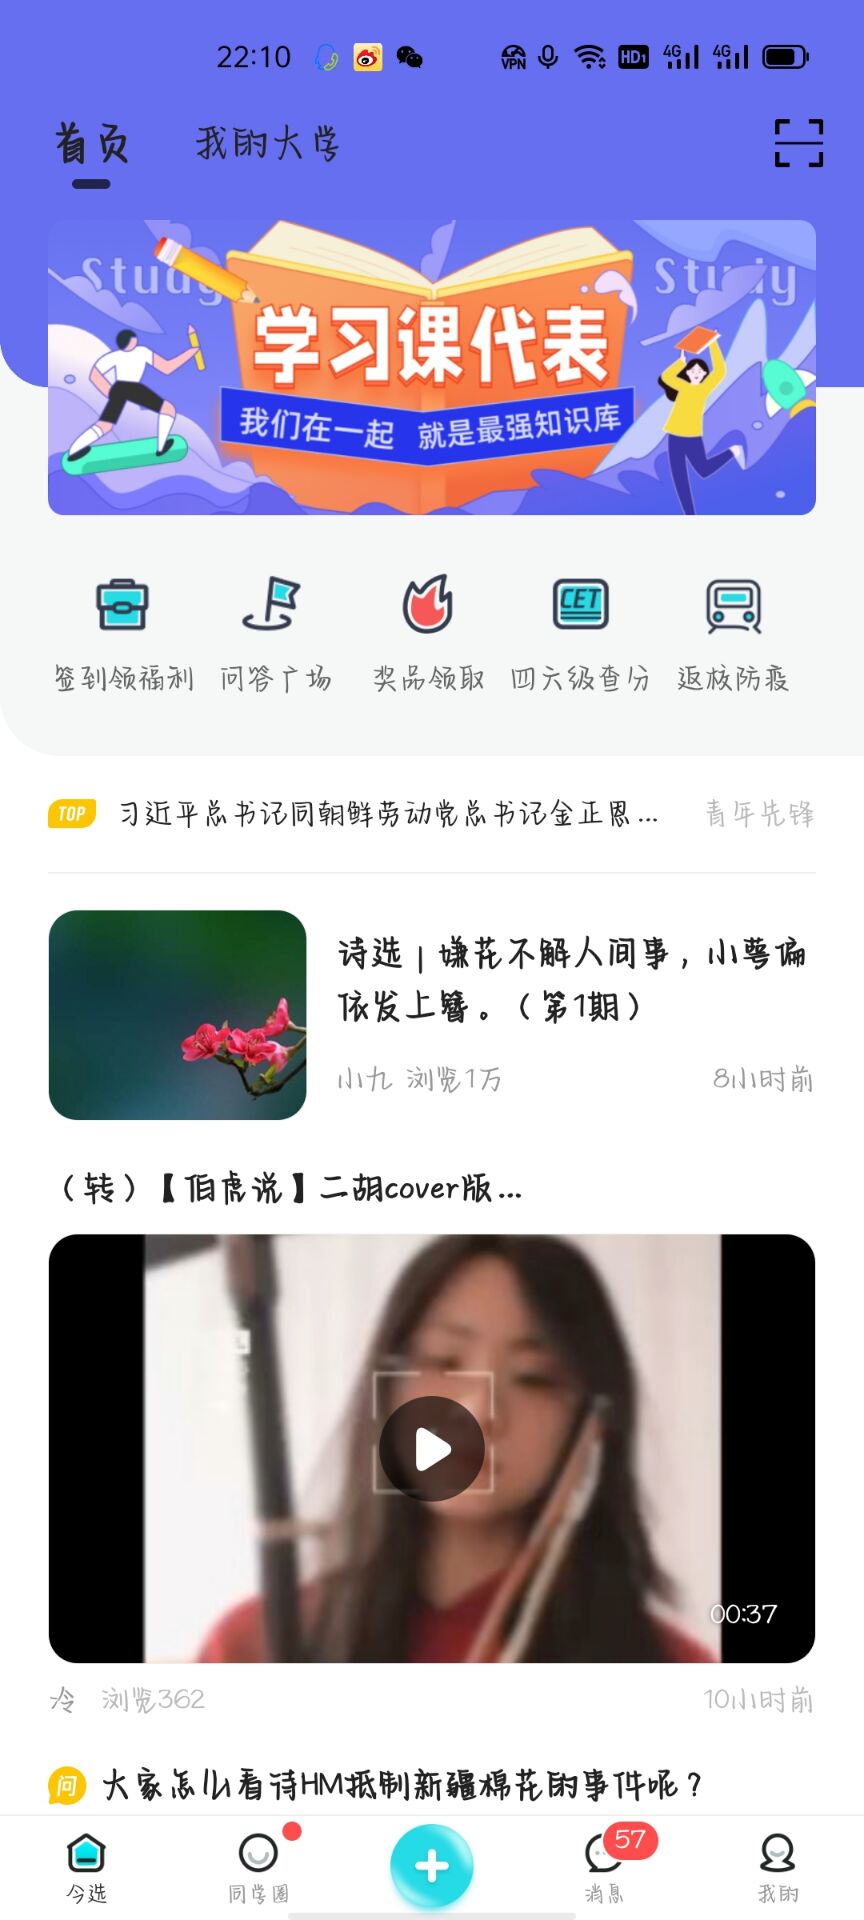 22:10
VPN HD1 4G 4G
首页 我的大学
Study Study
学习课代表
我们在一起 就是最强知识库
CET
签到领福利 问答广场 奖品领取 四六级查分 返校防疫
TOP 习近平总书记同朝鲜劳动党总书记金正恩... 青年先锋
诗选 | 嫌花不解人间事，小萼偏
依发上簪。（第1期）
小九 浏览1万 8小时前
（转）【伯虎说】二胡cover版...
00:37
冷 浏览362 10小时前
问 大家怎么看待HM抵制新疆棉花的事件呢？
57
今选 同学圈 消息 我的